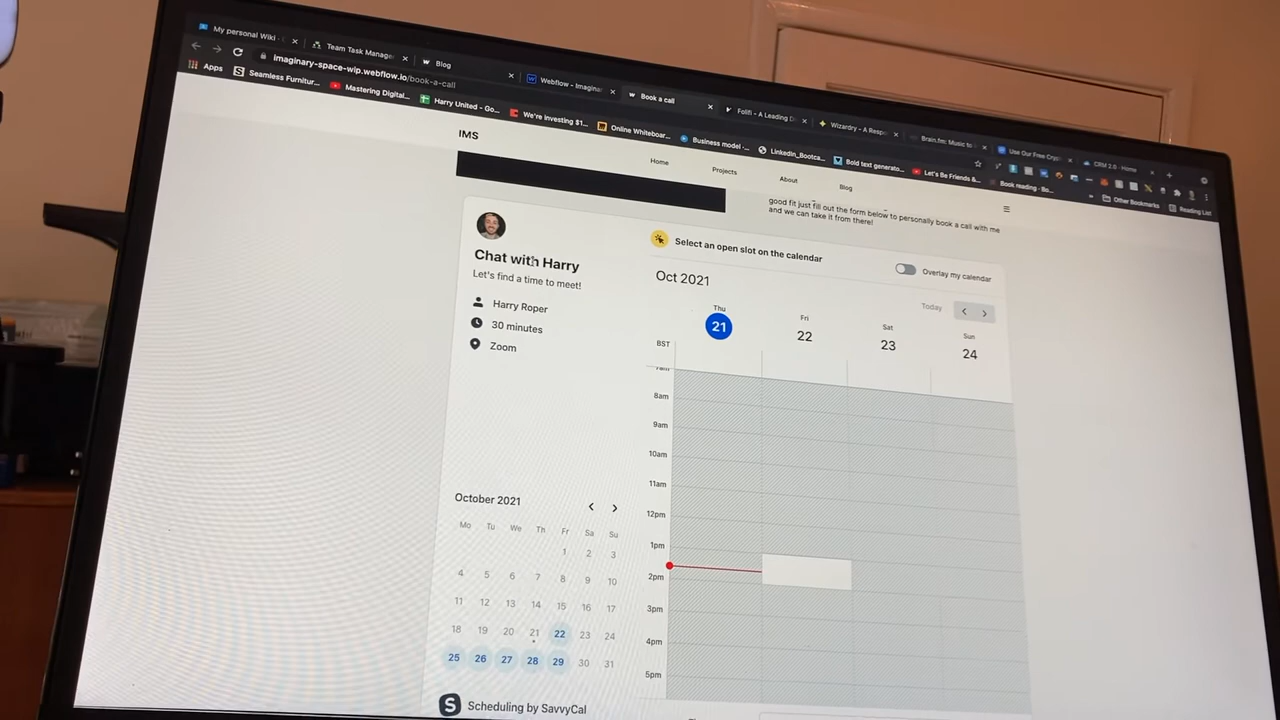 My personal Wiki -
Team Task Manage
Blog
Webflow - Imagina
Book a call
Folifi - A Leading D
Wizardry - A Resp
Brain.fm: Music to
Use Our Free Cryp
CRM 2.0 - Home
imaginary-space-wip.webflow.io/book-a-call
Apps
Seamless Furnitur...
Mastering Digital...
Harry United - Go...
We're Investing $1...
Online Whiteboar...
Business model -...
Linkedin_Bootca...
Bold text generato...
Let's Be Friends &...
Book reading - Bo...
Other Bookmarks
Reading List
IMS
Home
Projects
About
Blog
good fit just fill out the form below to personally book a call with me
and we can take it from there!
Chat with Harry
Let's find a time to meet!
Harry Roper
30 minutes
Zoom
Select an open slot on the calendar
Overlay my calendar
Oct 2021
Today
Thu
Fri
Sat
Sun
21
22
23
24
BST
7am
8am
9am
10am
11am
12pm
1pm
2pm
3pm
4pm
5pm
October 2021
Mo Tu We Th Fr Sa Su
1 2 3
4 5 6 7 8 9 10
11 12 13 14 15 16 17
18 19 20 21 22 23 24
25 26 27 28 29 30 31
S
Scheduling by SavvyCal